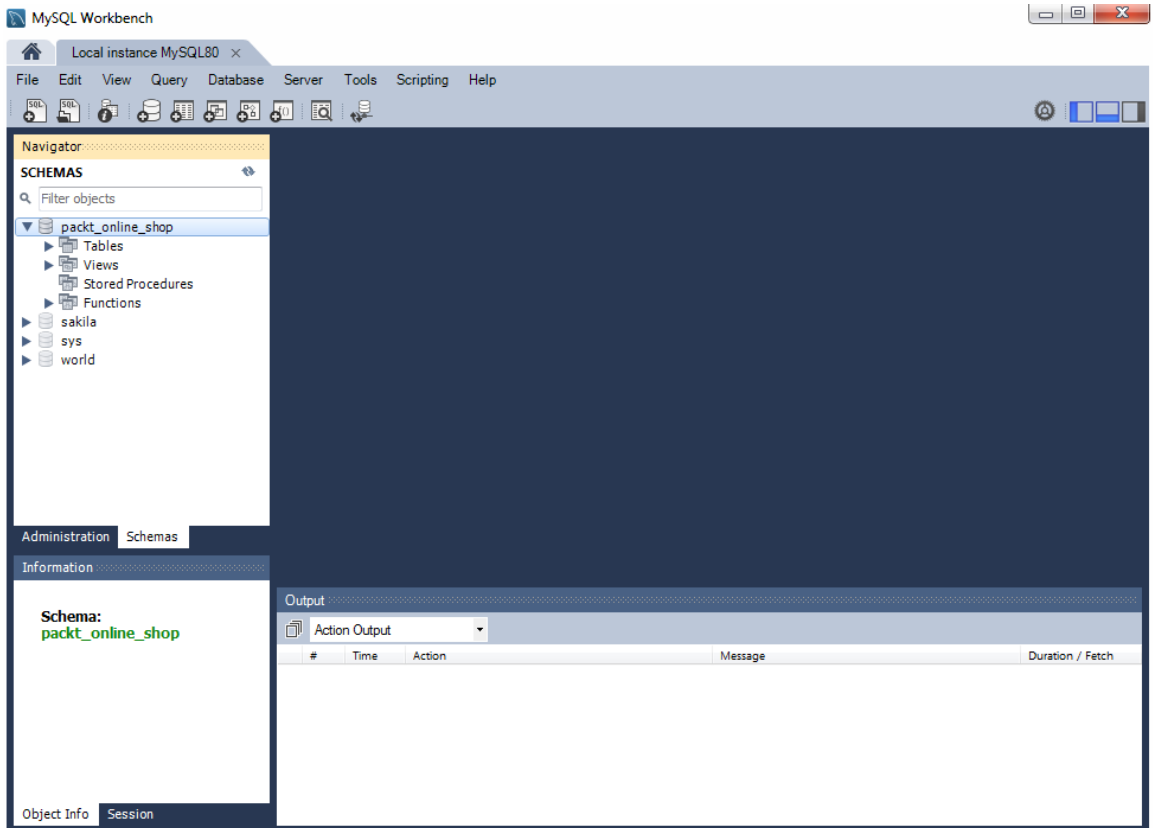 MySQL Workbench
Local instance MySQL80
File Edit View Query Database Server Tools Scripting Help
SQL SQL
Navigator
SCHEMAS
Filter objects
packt_online_shop
Tables
Views
Stored Procedures
Functions
sakila
sys
world
Administration Schemas
Information
Schema:
packt_online_shop
Object Info Session
Output
Action Output
# Time Action Message Duration / Fetch